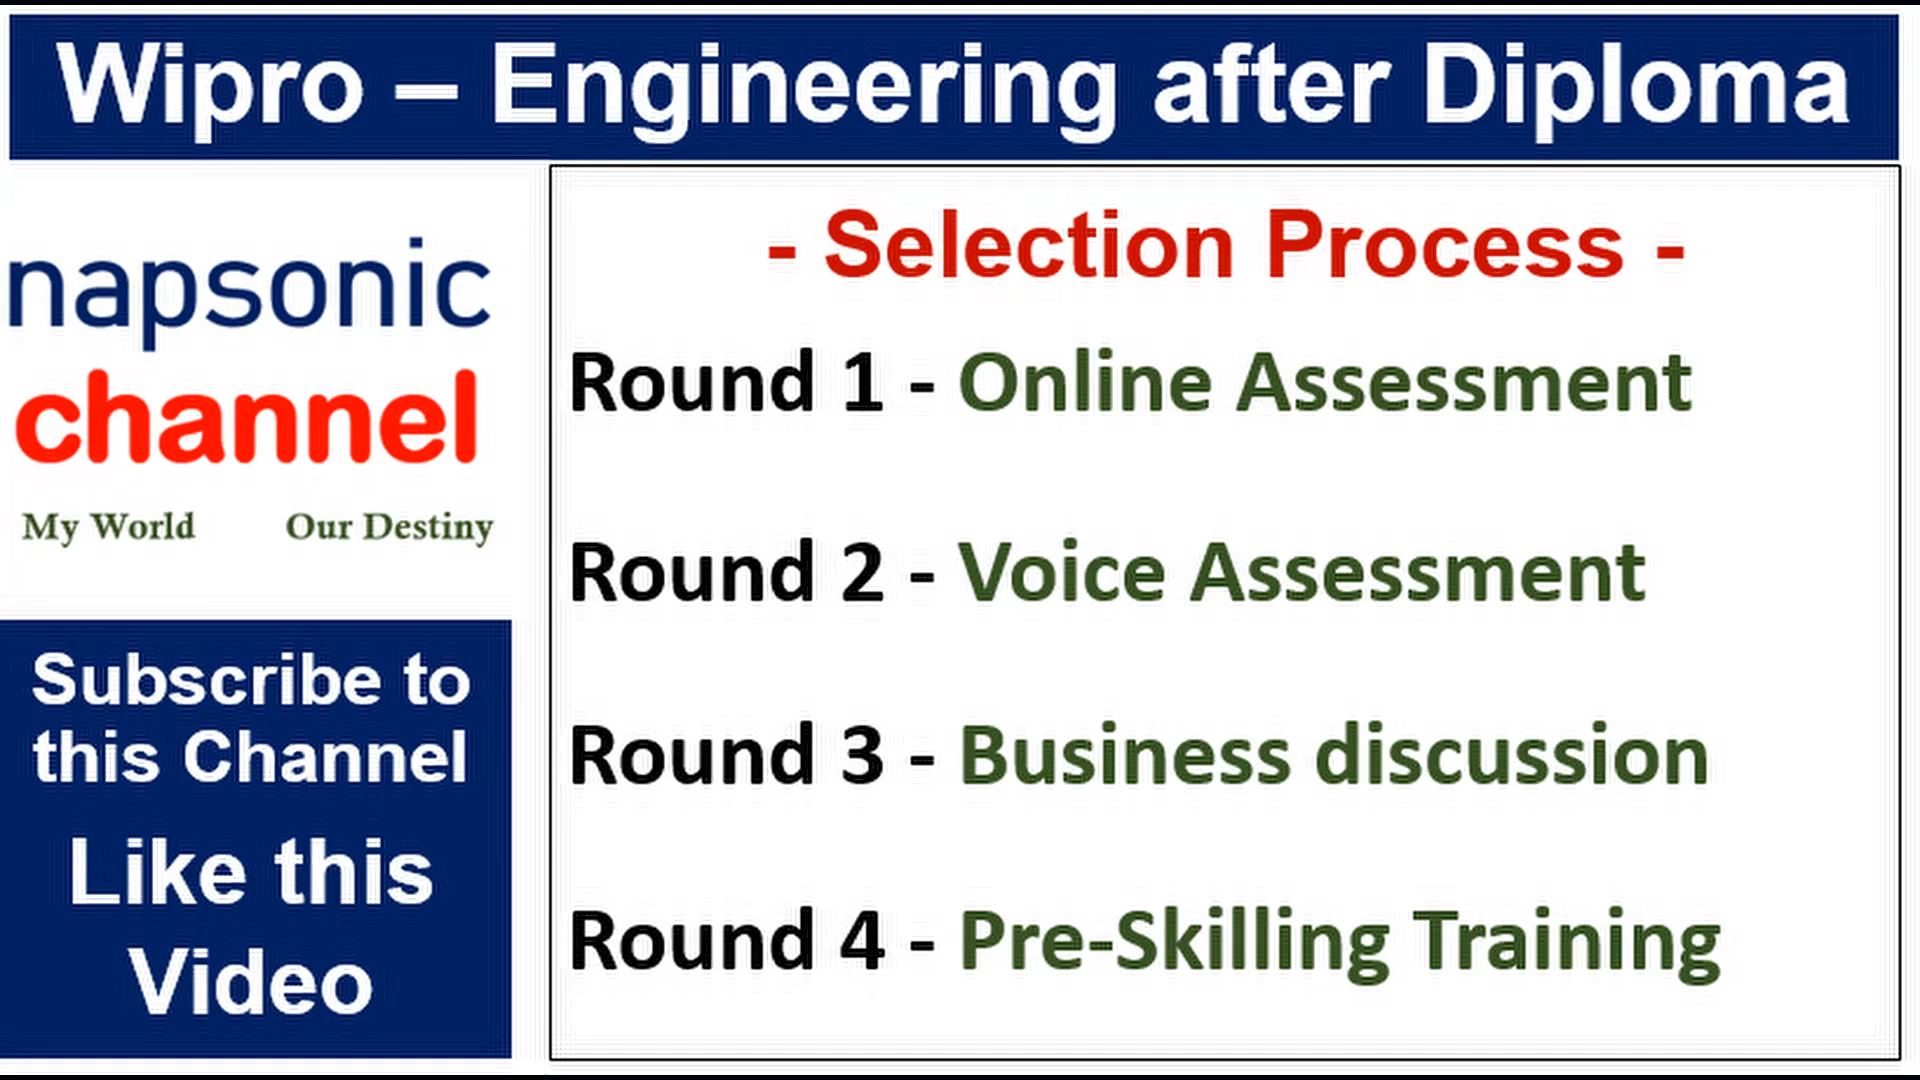 Wipro – Engineering after Diploma
napsonic
channel
My World Our Destiny
Subscribe to
this Channel
Like this
Video
- Selection Process -
Round 1 - Online Assessment
Round 2 - Voice Assessment
Round 3 - Business discussion
Round 4 - Pre-Skilling Training